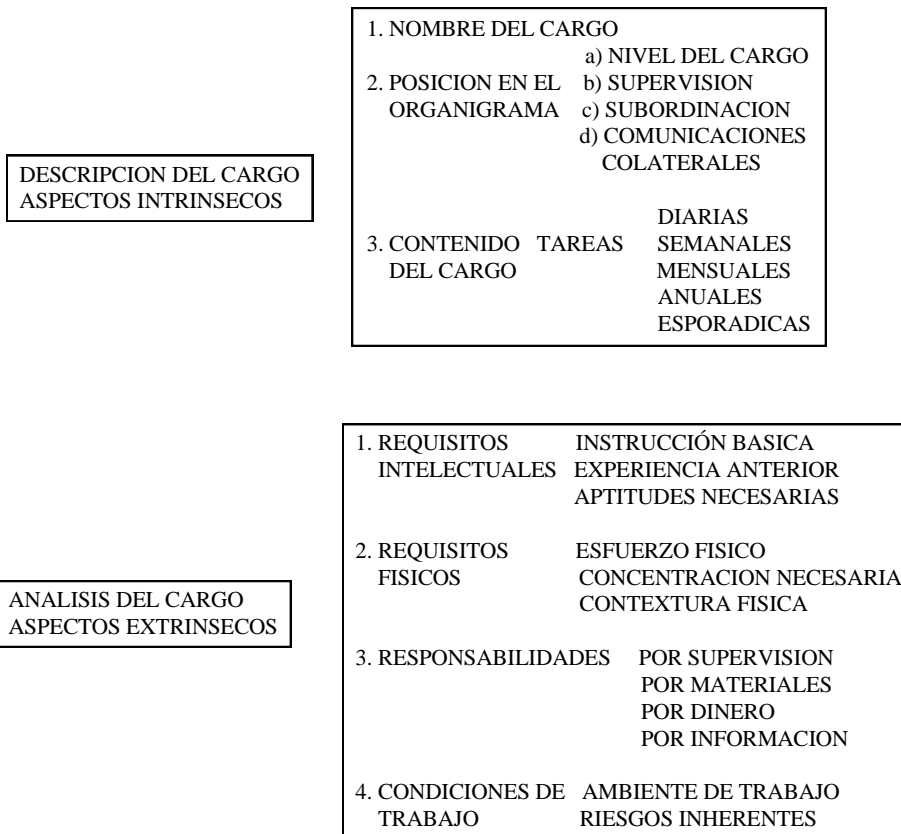 1. NOMBRE DEL CARGO
a) NIVEL DEL CARGO
2. POSICION EN EL b) SUPERVISION
ORGANIGRAMA c) SUBORDINACION
d) COMUNICACIONES
COLATERALES
DESCRIPCION DEL CARGO
ASPECTOS INTRINSECOS
DIARIAS
3. CONTENIDO TAREAS SEMANALES
DEL CARGO MENSUALES
ANUALES
ESPORADICAS
1. REQUISITOS INSTRUCCIÓN BASICA
INTELECTUALES EXPERIENCIA ANTERIOR
APTITUDES NECESARIAS
2. REQUISITOS ESFUERZO FISICO
FISICOS CONCENTRACION NECESARIA
CONTEXTURA FISICA
ANALISIS DEL CARGO
ASPECTOS EXTRINSECOS
3. RESPONSABILIDADES POR SUPERVISION
POR MATERIALES
POR DINERO
POR INFORMACION
4. CONDICIONES DE AMBIENTE DE TRABAJO
TRABAJO RIESGOS INHERENTES